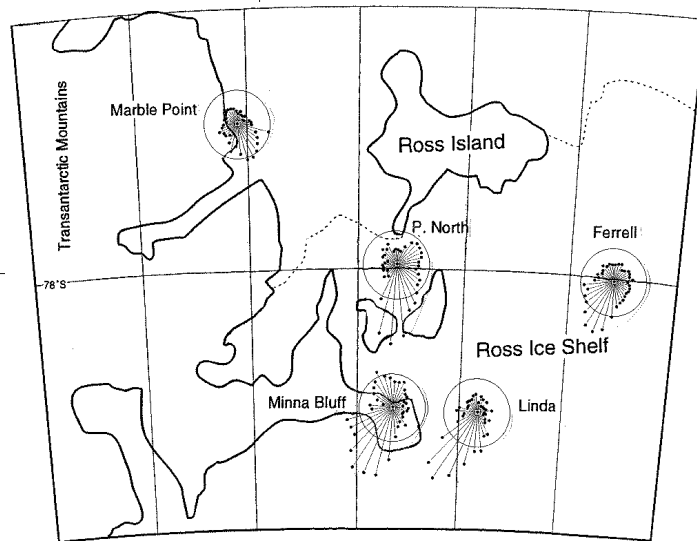 Transantarctic Mountains
Marble Point
Ross Island
P. North
Ferrell
78°S
Ross Ice Shelf
Minna Bluff
Linda